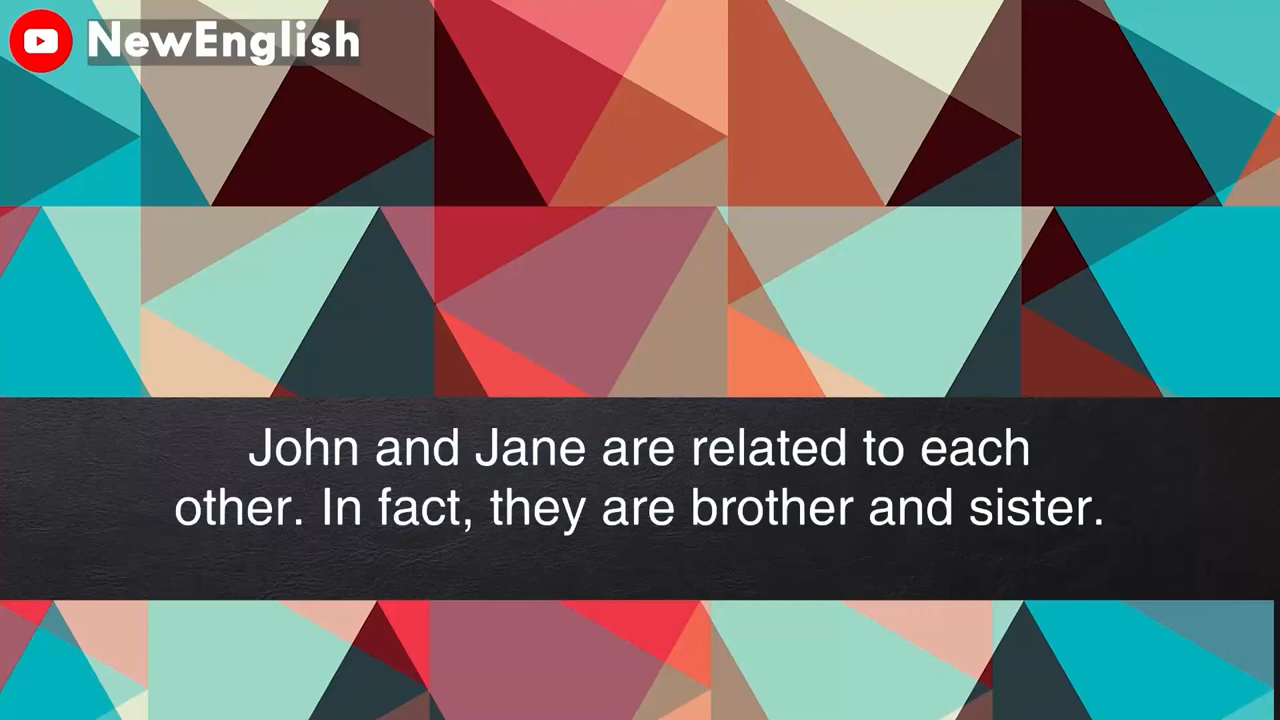 NewEnglish
John and Jane are related to each
other. In fact, they are brother and sister.